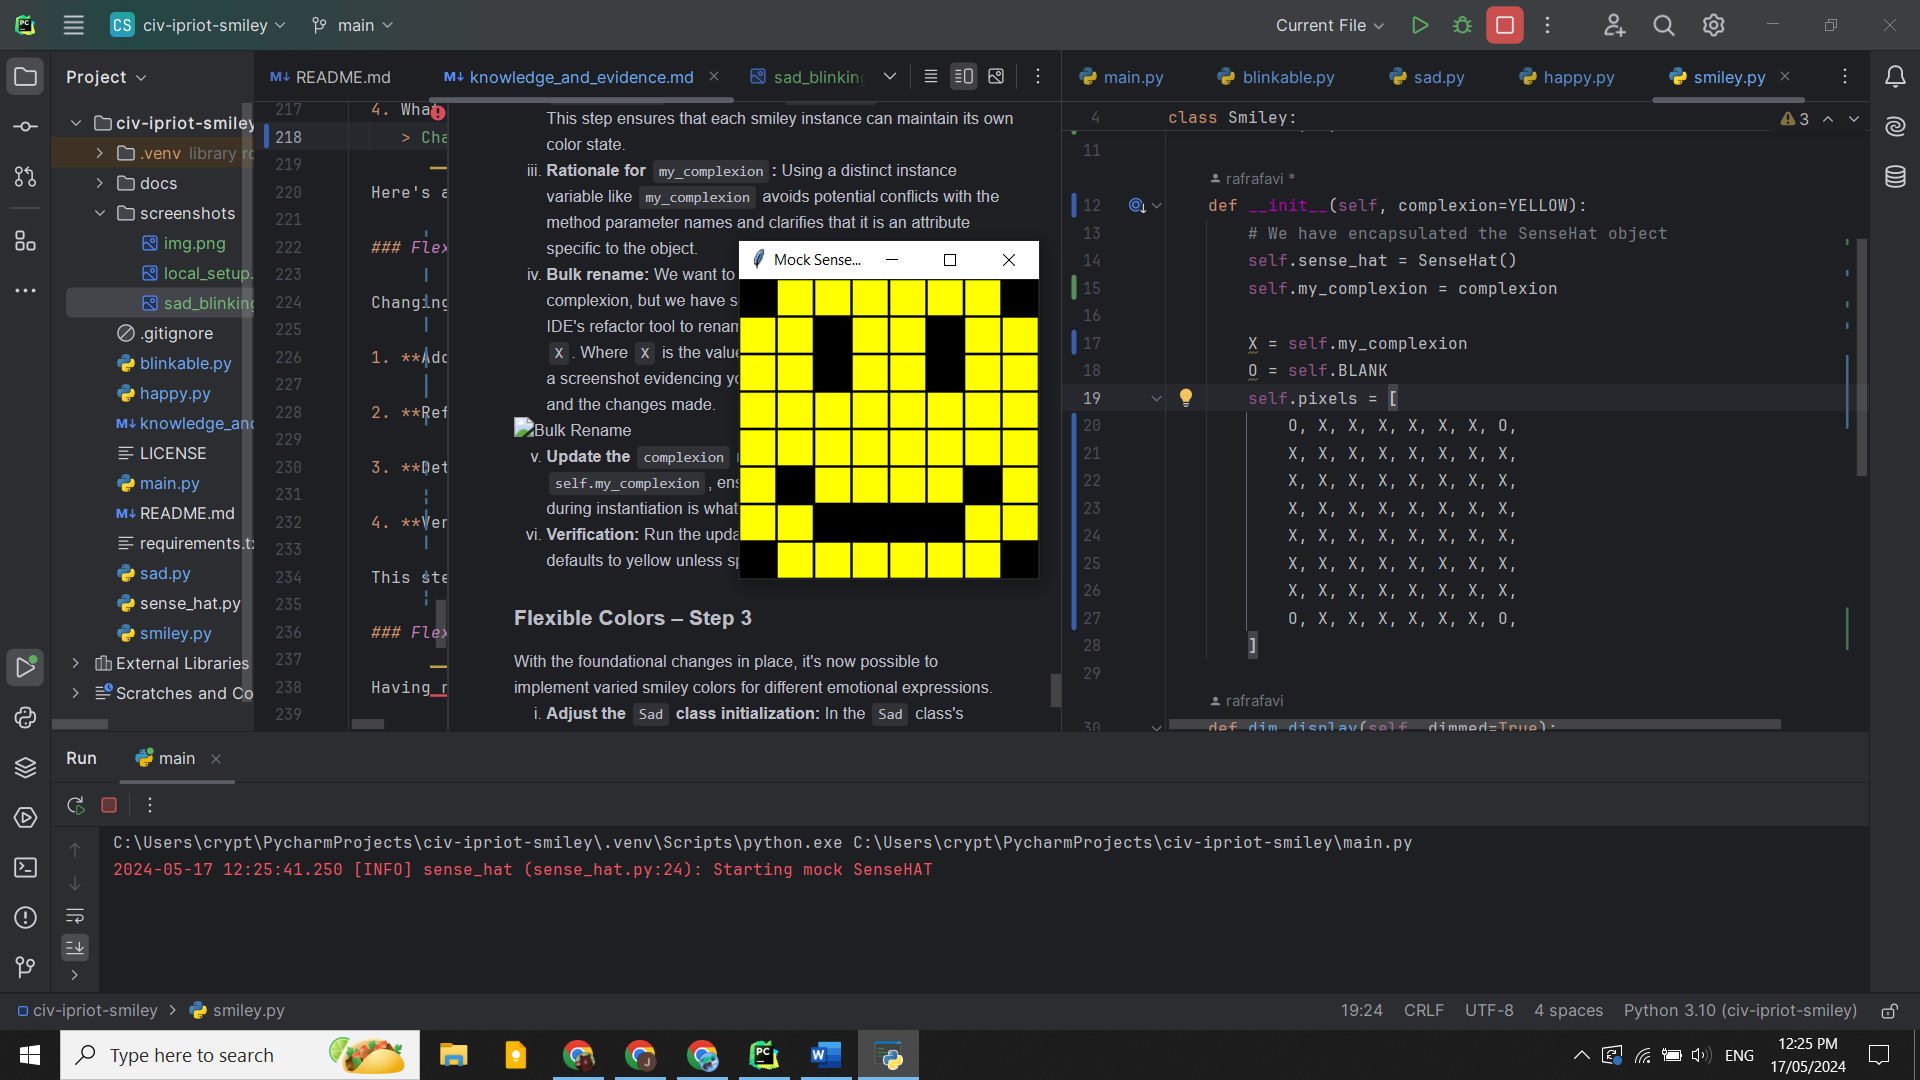 CS civ-ipriot-smiley
main
Current File
Project
README.md
knowledge_and_evidence.md
sad_blinkin
main.py
blinkable.py
sad.py
happy.py
smiley.py
civ-ipriot-smiley
.venv library ro
docs
screenshots
img.png
local_setup.
sad_blinking
.gitignore
blinkable.py
happy.py
knowledge_and
LICENSE
main.py
README.md
requirements.tx
sad.py
sense_hat.py
smiley.py
External Libraries
Scratches and Co
217 4. Wha
218 > Cha
219
220 Here's a
221
222 ### Flex
223
224 Changing
225
226 1. **Add
227
228 2. **Ref
229
230 3. **Det
231
232 4. **Ver
233
234 This ste
235
236 ### Flex
237
238 Having r
239
This step ensures that each smiley instance can maintain its own
color state.
iii. Rationale for my_complexion : Using a distinct instance
variable like my_complexion avoids potential conflicts with the
method parameter names and clarifies that it is an attribute
specific to the object.
iv. Bulk rename: We want to
complexion, but we have s
IDE's refactor tool to renam
X . Where X is the value
a screenshot evidencing yo
and the changes made.
Bulk Rename
v. Update the complexion
self.my_complexion , ens
during instantiation is what
vi. Verification: Run the upda
defaults to yellow unless sp
Flexible Colors – Step 3
With the foundational changes in place, it's now possible to
implement varied smiley colors for different emotional expressions.
i. Adjust the Sad class initialization: In the Sad class's
Mock Sense...
4 class Smiley:
3
11
rafrafavi *
12 def __init__(self, complexion=YELLOW):
13 # We have encapsulated the SenseHat object
14 self.sense_hat = SenseHat()
15 self.my_complexion = complexion
16
17 X = self.my_complexion
18 O = self.BLANK
19 self.pixels = [
20 O, X, X, X, X, X, X, O,
21 X, X, X, X, X, X, X, X,
22 X, X, X, X, X, X, X, X,
23 X, X, X, X, X, X, X, X,
24 X, X, X, X, X, X, X, X,
25 X, X, X, X, X, X, X, X,
26 X, X, X, X, X, X, X, X,
27 O, X, X, X, X, X, X, O,
28 ]
29
rafrafavi
30 def dim_display(self, dimmed=True):
Run
main
C:\Users\crypt\PycharmProjects\civ-ipriot-smiley\.venv\Scripts\python.exe C:\Users\crypt\PycharmProjects\civ-ipriot-smiley\main.py
2024-05-17 12:25:41.250 [INFO] sense_hat (sense_hat.py:24): Starting mock SenseHAT
civ-ipriot-smiley > smiley.py
19:24 CRLF UTF-8 4 spaces Python 3.10 (civ-ipriot-smiley)
Type here to search
ENG
12:25 PM
17/05/2024